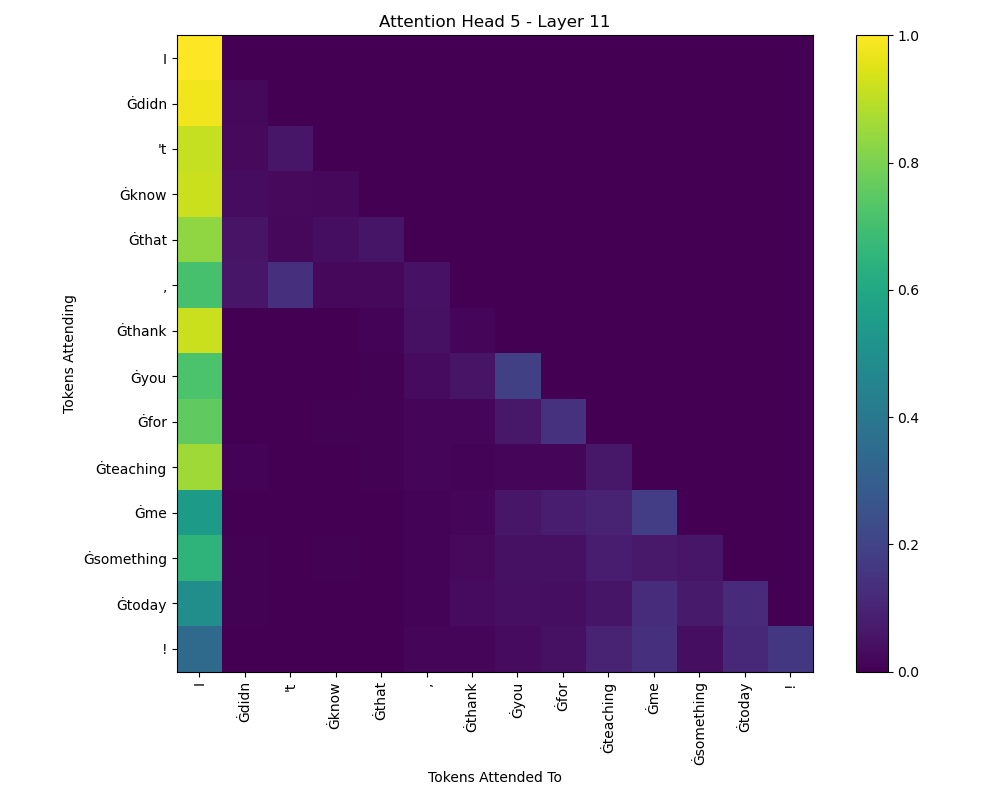 Attention Head 5 - Layer 11
Tokens Attending
I
Ġdidn
't
Ġknow
Ġthat
,
Ġthank
Ġyou
Ġfor
Ġteaching
Ġme
Ġsomething
Ġtoday
!
I
Ġdidn
't
Ġknow
Ġthat
,
Ġthank
Ġyou
Ġfor
Ġteaching
Ġme
Ġsomething
Ġtoday
!
Tokens Attended To
1.0
0.8
0.6
0.4
0.2
0.0